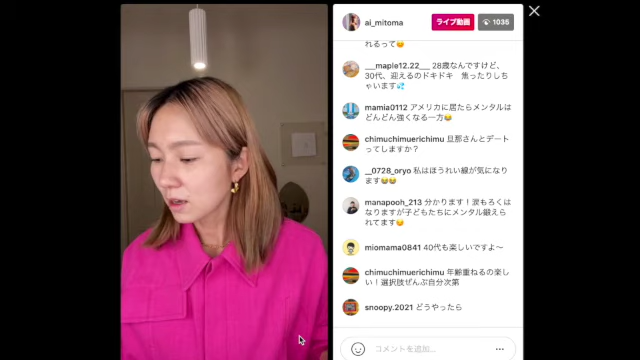 ai_mitoma
ライブ動画
1035
れるって😏
___maple12.22___ 28歳なんですけど、
30代、迎えるのドキドキ 焦ったりしち
ゃいます💦
mamia0112 アメリカに居たらメンタルは
どんどん強くなる一方😂
chimuchimuerichimu 旦那さんとデート
ってしますか?
__0728_oryo 私はほうれい線が気になり
ます😂😂
manapooh_213 分かります!涙もろくは
なりますが子どもたちにメンタル鍛えら
れてます😏
miomama0841 40代も楽しいですよ〜
chimuchimuerichimu 年齢重ねるの楽し
い!選択肢ぜんぶ自分次第
snoopy.2021 どうやったら
コメントを追加...